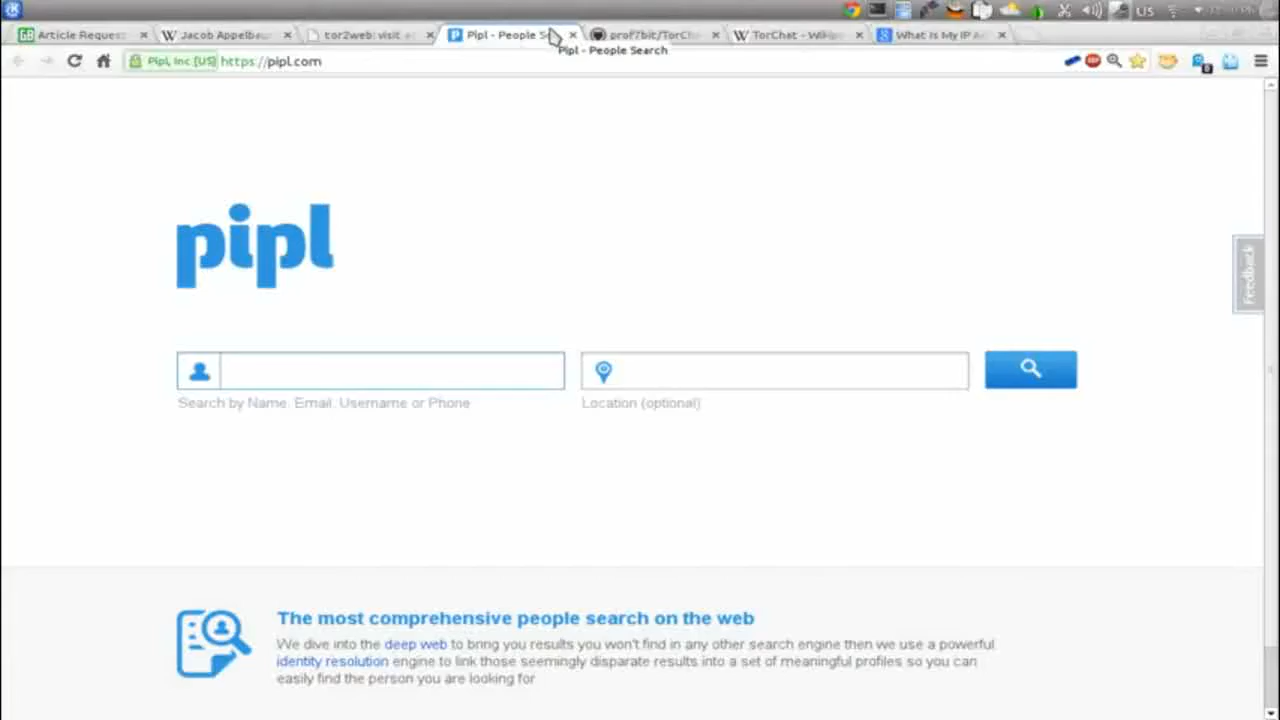 US
Article Reques
Jacob Appelbau
tor2web: visit
Pipl - People S
prof7bit/TorCh
TorChat - Wikip
What Is My IP A
Pipl - People Search
Pipl, Inc [US] https://pipl.com
pipl
Feedback
Search by Name, Email, Username or Phone
Location (optional)
The most comprehensive people search on the web
We dive into the deep web to bring you results you won't find in any other search engine then we use a powerful
identity resolution engine to link those seemingly disparate results into a set of meaningful profiles so you can
easily find the person you are looking for